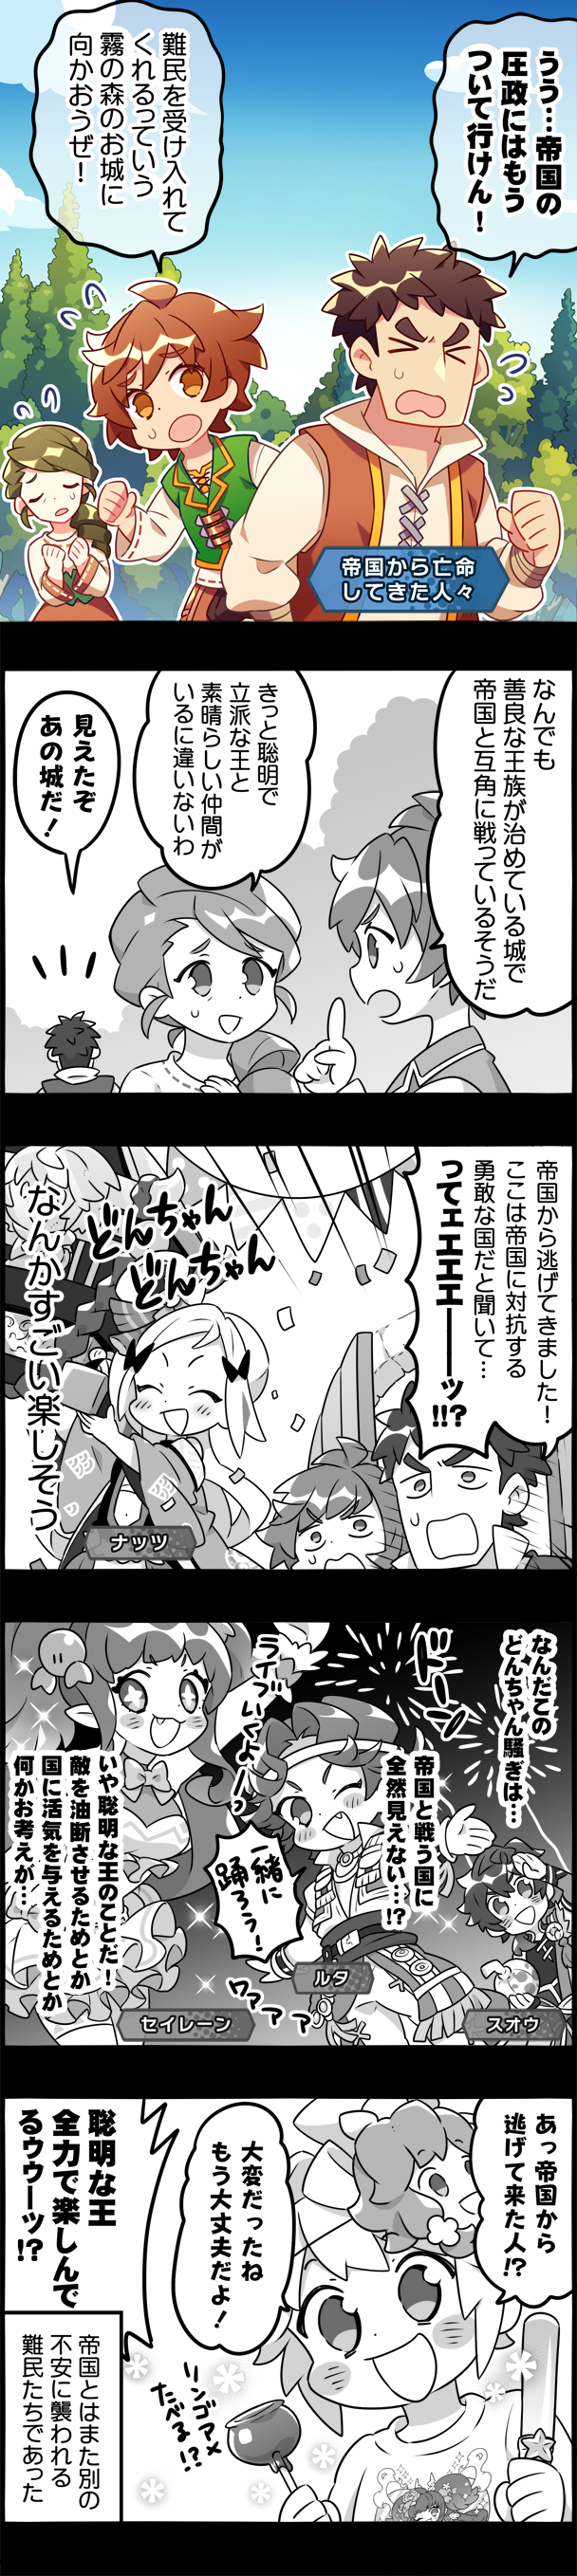 うう…帝国の
圧政にはもう
ついて行けん！
難民を受け入れて
くれるっていう
霧の森のお城に
向かおうぜ！
帝国から亡命
してきた人々
なんでも
善良な王族が治めている城で
帝国と互角に戦っているそうだ
きっと聡明で
立派な王と
素晴らしい仲間が
いるに違いないわ
見えたぞ
あの城だ！
帝国から逃げてきました！
ここは帝国に対抗する
勇敢な国だと聞いて…
ってエエエエーーッ!!?
どんちゃん
どんちゃん
なんかすごい楽しそう
ナッツ
なんだこの
どんちゃん騒ぎは…
ドーン
帝国と戦う国に
全然見えない…!?
ライブいくよーっ
一緒に
踊ろう！
いや聡明な王のことだ！
敵を油断させるためとか
国に活気を与えるためとか
何かお考えが…
ワアアア
ルタ
セイレーン
スオウ
あっ帝国から
逃げて来た人!?
大変だったね
もう大丈夫だよ！
リンゴアメ
たべる!?
聡明な王
全力で楽しんで
るゥウーッ!?
帝国とはまた別の
不安に襲われる
難民たちであった